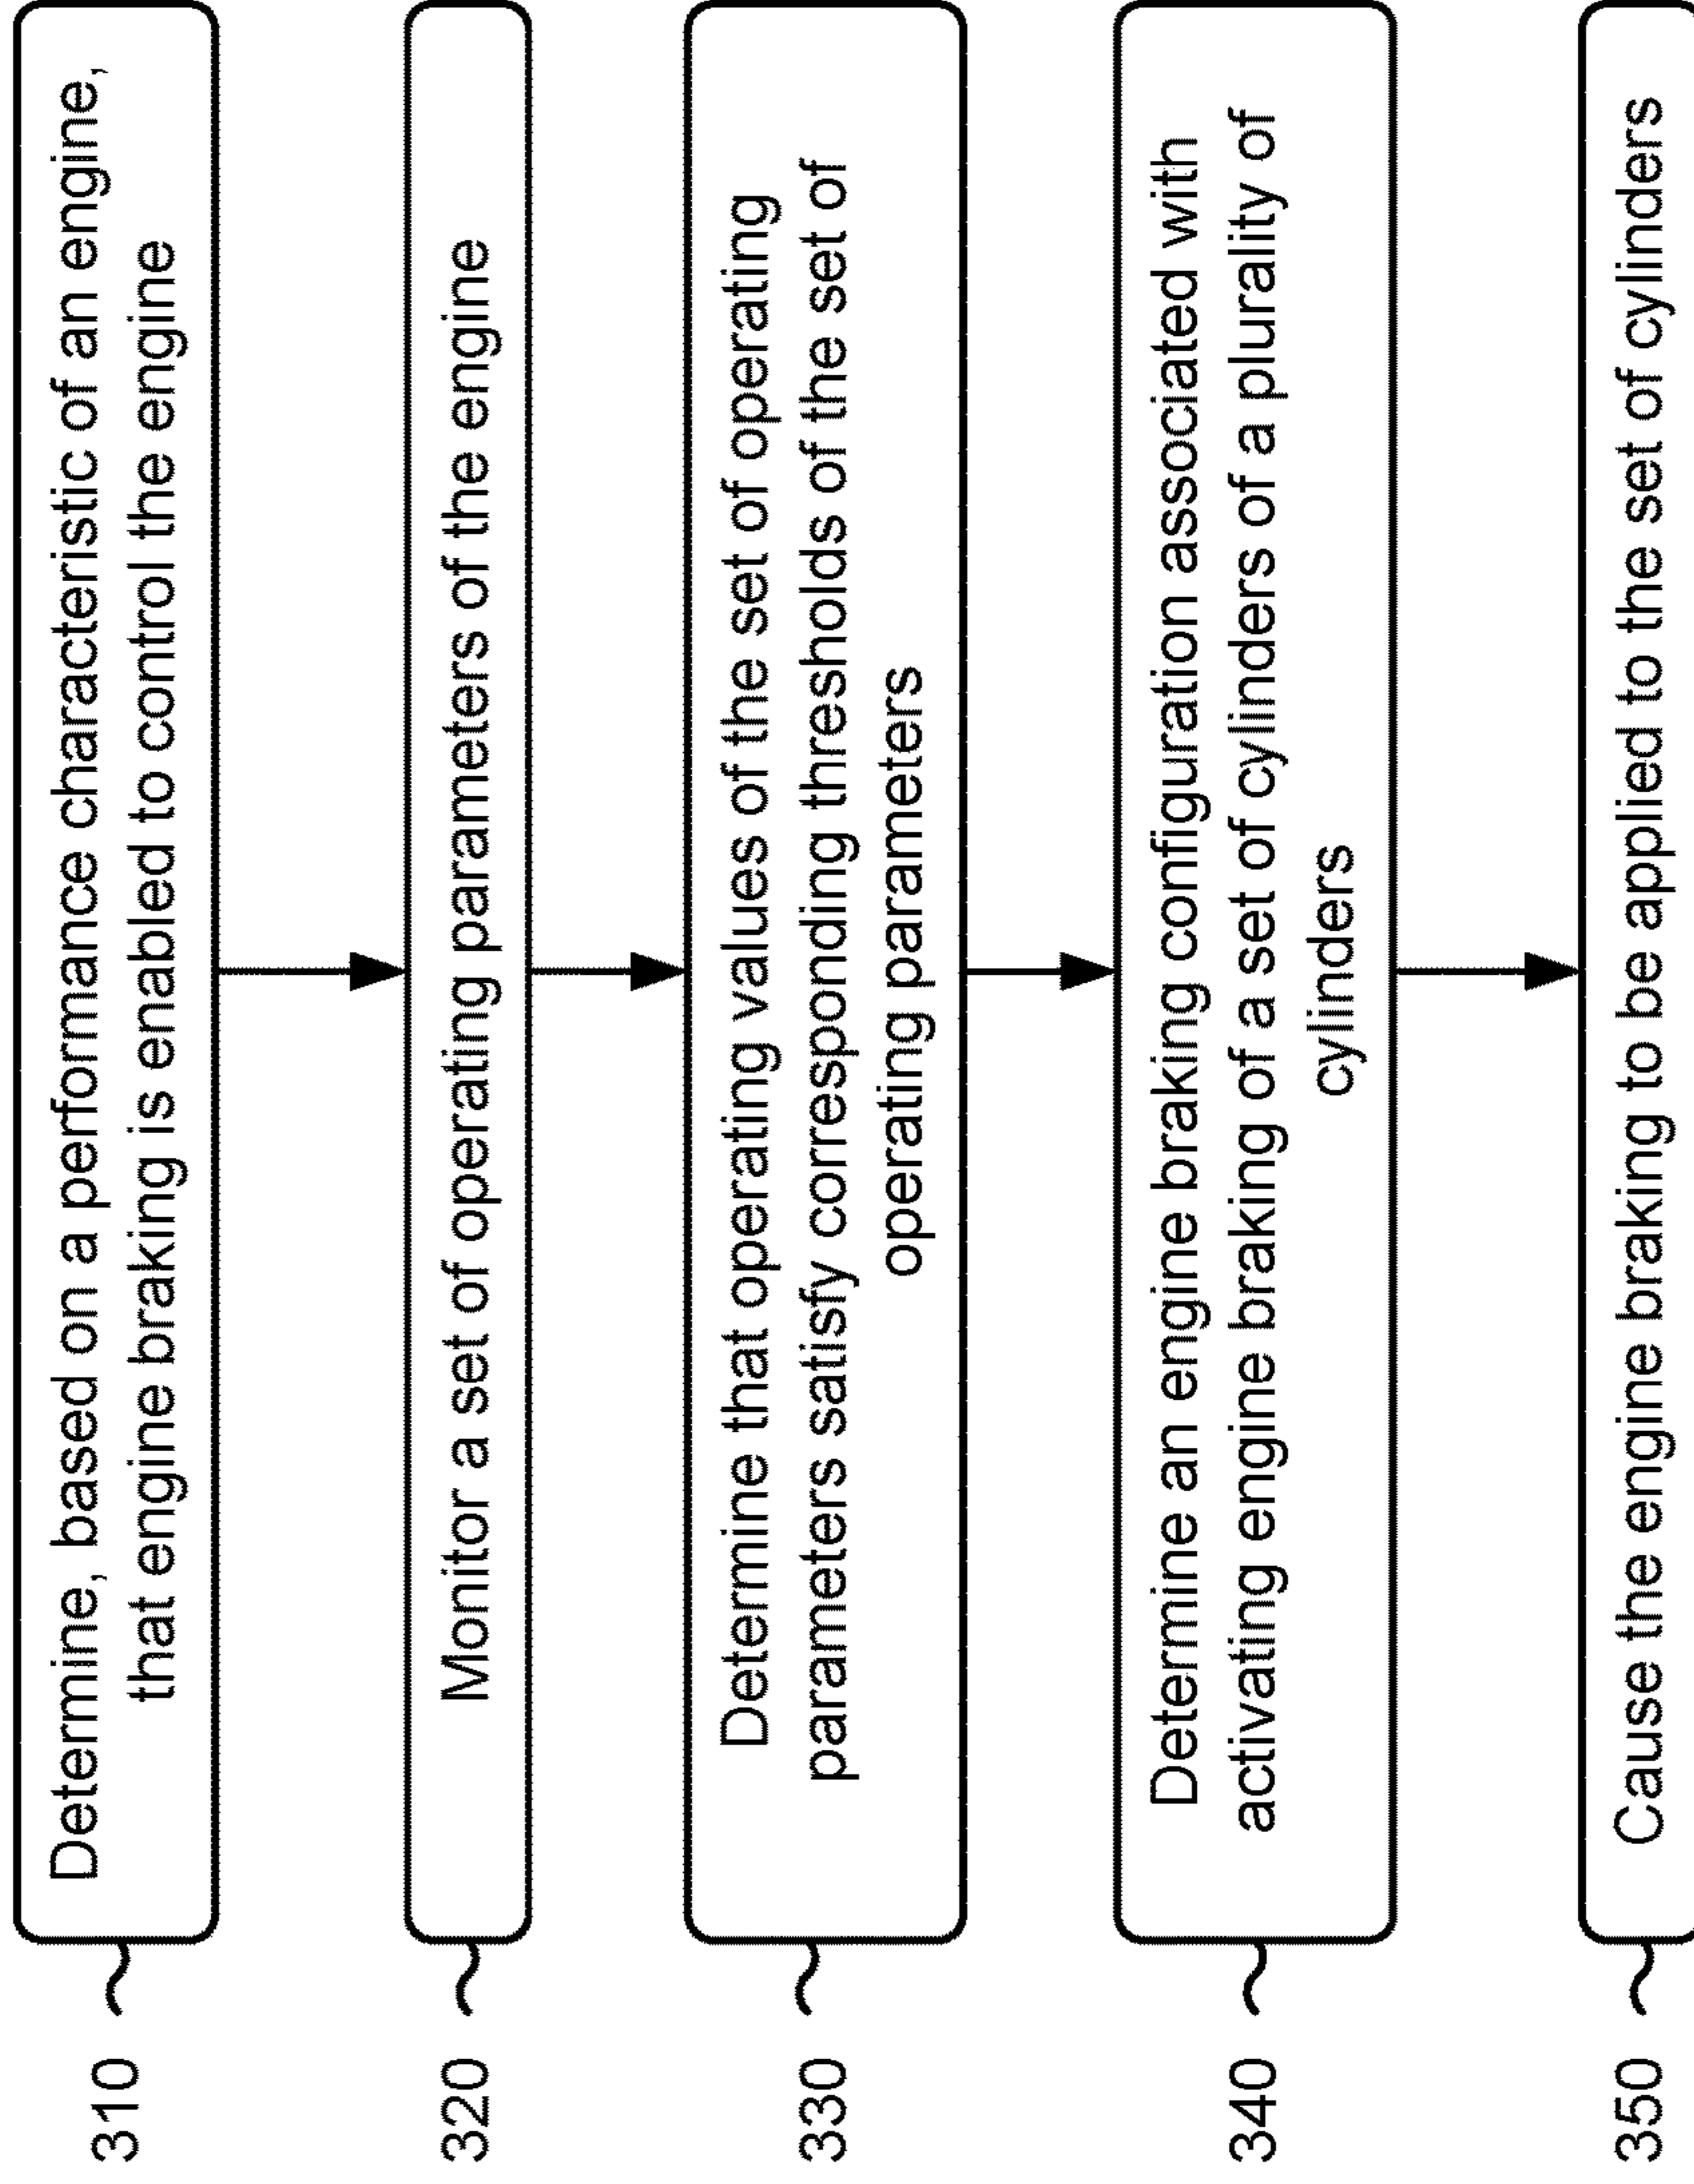 310
Determine, based on a performance characteristic of an engine,
that engine braking is enabled to control the engine
320
Monitor a set of operating parameters of the engine
330
Determine that operating values of the set of operating
parameters satisfy corresponding thresholds of the set of
operating parameters
340
Determine an engine braking configuration associated with
activating engine braking of a set of cylinders of a plurality of
cylinders
350
Cause the engine braking to be applied to the set of cylinders